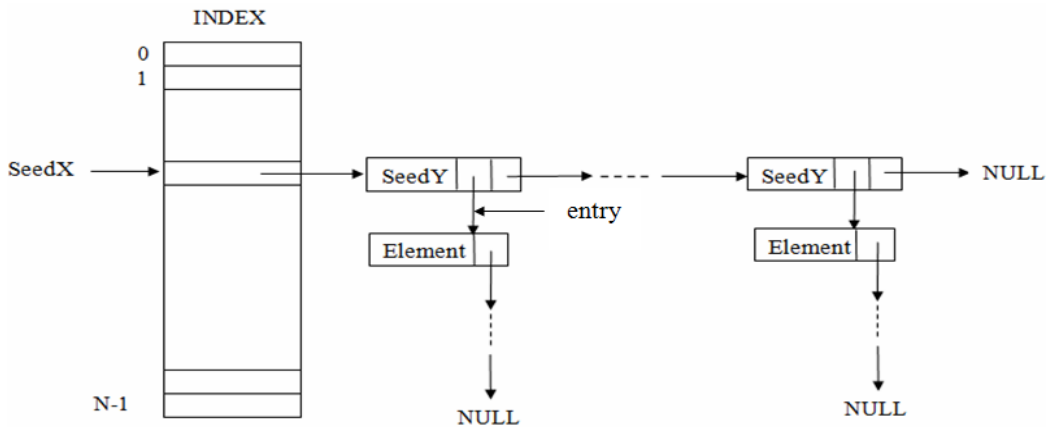 INDEX
0
1
SeedX
SeedY
SeedY
NULL
entry
Element
Element
N-1
NULL
NULL